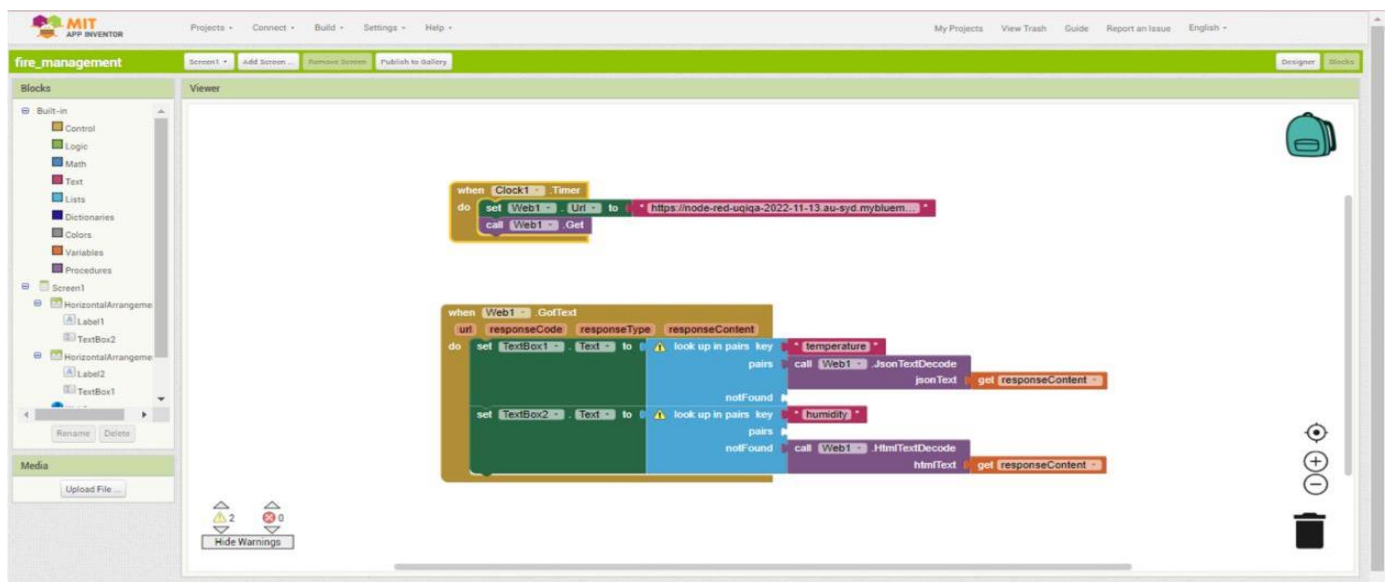 MIT
APP INVENTOR
Projects Connect Build Settings Help
My Projects View Trash Guide Report an Issue English
fire_management
Screen1 Add Screen ... Remove Screen Publish to Gallery
Designer Blocks
Blocks
Viewer
Built-in
Control
Logic
Math
Text
Lists
Dictionaries
Colors
Variables
Procedures
Screen1
HorizontalArrangeme
Label1
TextBox2
HorizontalArrangeme
Label2
TextBox1
Rename Delete
Media
Upload File ...
when Clock1 .Timer
do set Web1 . Url to " https://node-red-uqiqa-2022-11-13.au-syd.mybluem... "
call Web1 .Get
when Web1 .GotText
url responseCode responseType responseContent
do set TextBox1 . Text to look up in pairs key " temperature "
pairs call Web1 .JsonTextDecode
jsonText get responseContent
notFound
set TextBox2 . Text to look up in pairs key " humidity "
pairs
notFound call Web1 .HtmlTextDecode
htmlText get responseContent
2 0
Hide Warnings